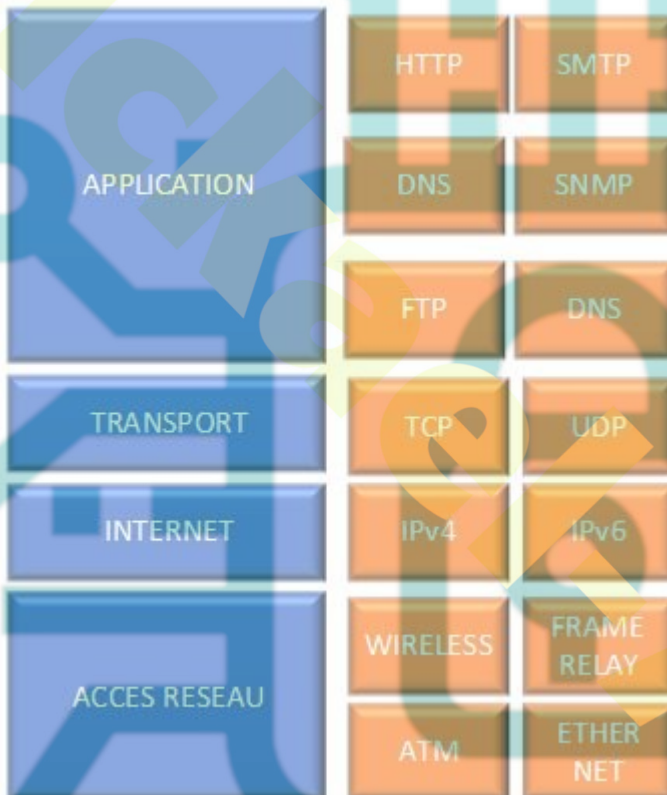 APPLICATION
HTTP
SMTP
DNS
SNMP
FTP
DNS
TRANSPORT
TCP
UDP
INTERNET
IPv4
IPv6
ACCES RESEAU
WIRELESS
FRAME
RELAY
ATM
ETHER
NET